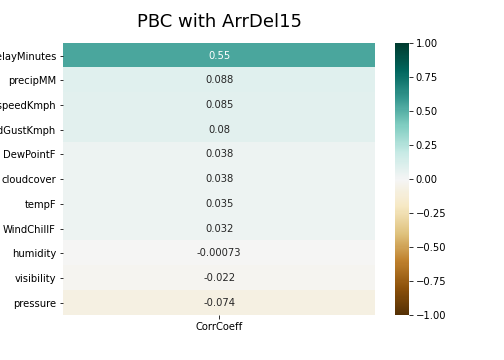 PBC with ArrDel15
elayMinutes 0.55
precipMM 0.088
speedKmph 0.085
dGustKmph 0.08
DewPointF 0.038
cloudcover 0.038
tempF 0.035
WindChillF 0.032
humidity -0.00073
visibility -0.022
pressure -0.074
CorrCoeff
1.00
0.75
0.50
0.25
0.00
−0.25
−0.50
−0.75
−1.00